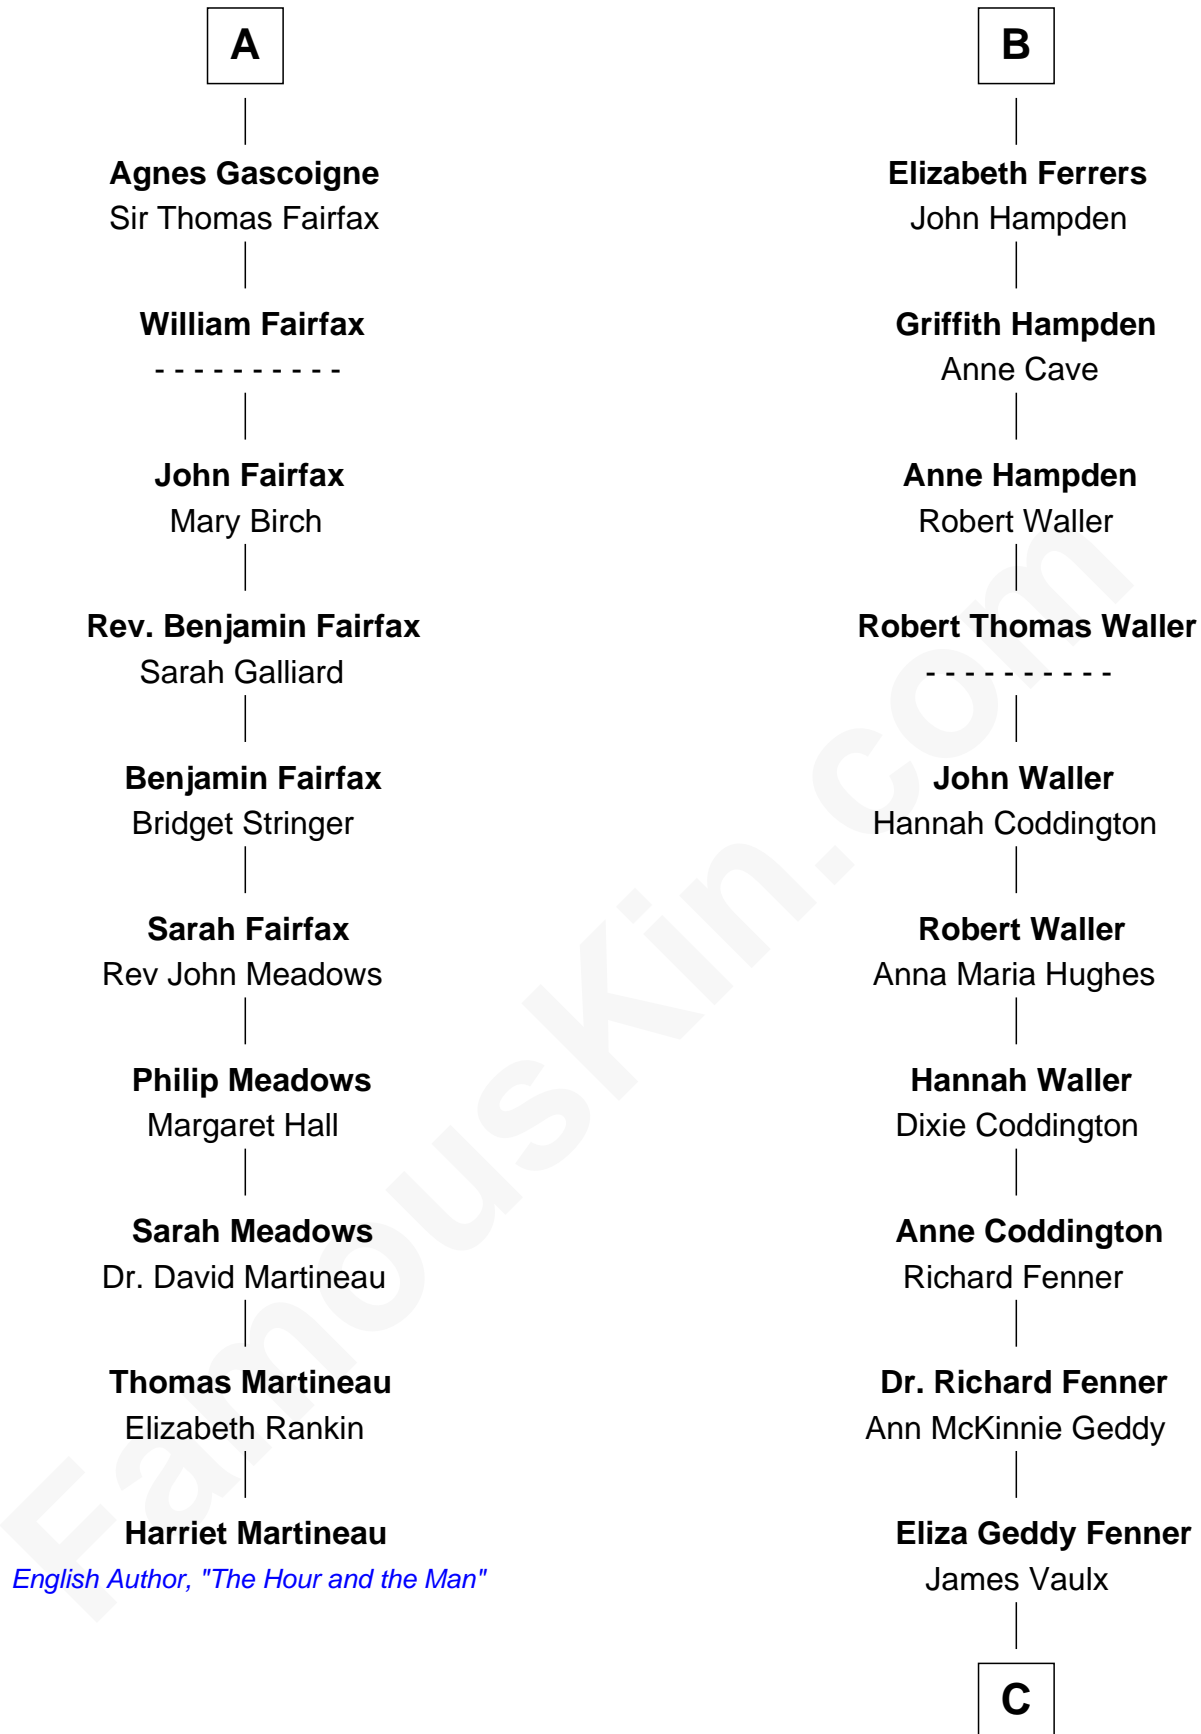 A
Agnes Gascoigne
Sir Thomas Fairfax
William Fairfax
- - - - - - - - - -
John Fairfax
Mary Birch
Rev. Benjamin Fairfax
Sarah Galliard
Benjamin Fairfax
Bridget Stringer
Sarah Fairfax
Rev John Meadows
Philip Meadows
Margaret Hall
Sarah Meadows
Dr. David Martineau
Thomas Martineau
Elizabeth Rankin
Harriet Martineau
English Author, "The Hour and the Man"
B
Elizabeth Ferrers
John Hampden
Griffith Hampden
Anne Cave
Anne Hampden
Robert Waller
Robert Thomas Waller
- - - - - - - - - -
John Waller
Hannah Coddington
Robert Waller
Anna Maria Hughes
Hannah Waller
Dixie Coddington
Anne Coddington
Richard Fenner
Dr. Richard Fenner
Ann McKinnie Geddy
Eliza Geddy Fenner
James Vaulx
C
FamousKin.com